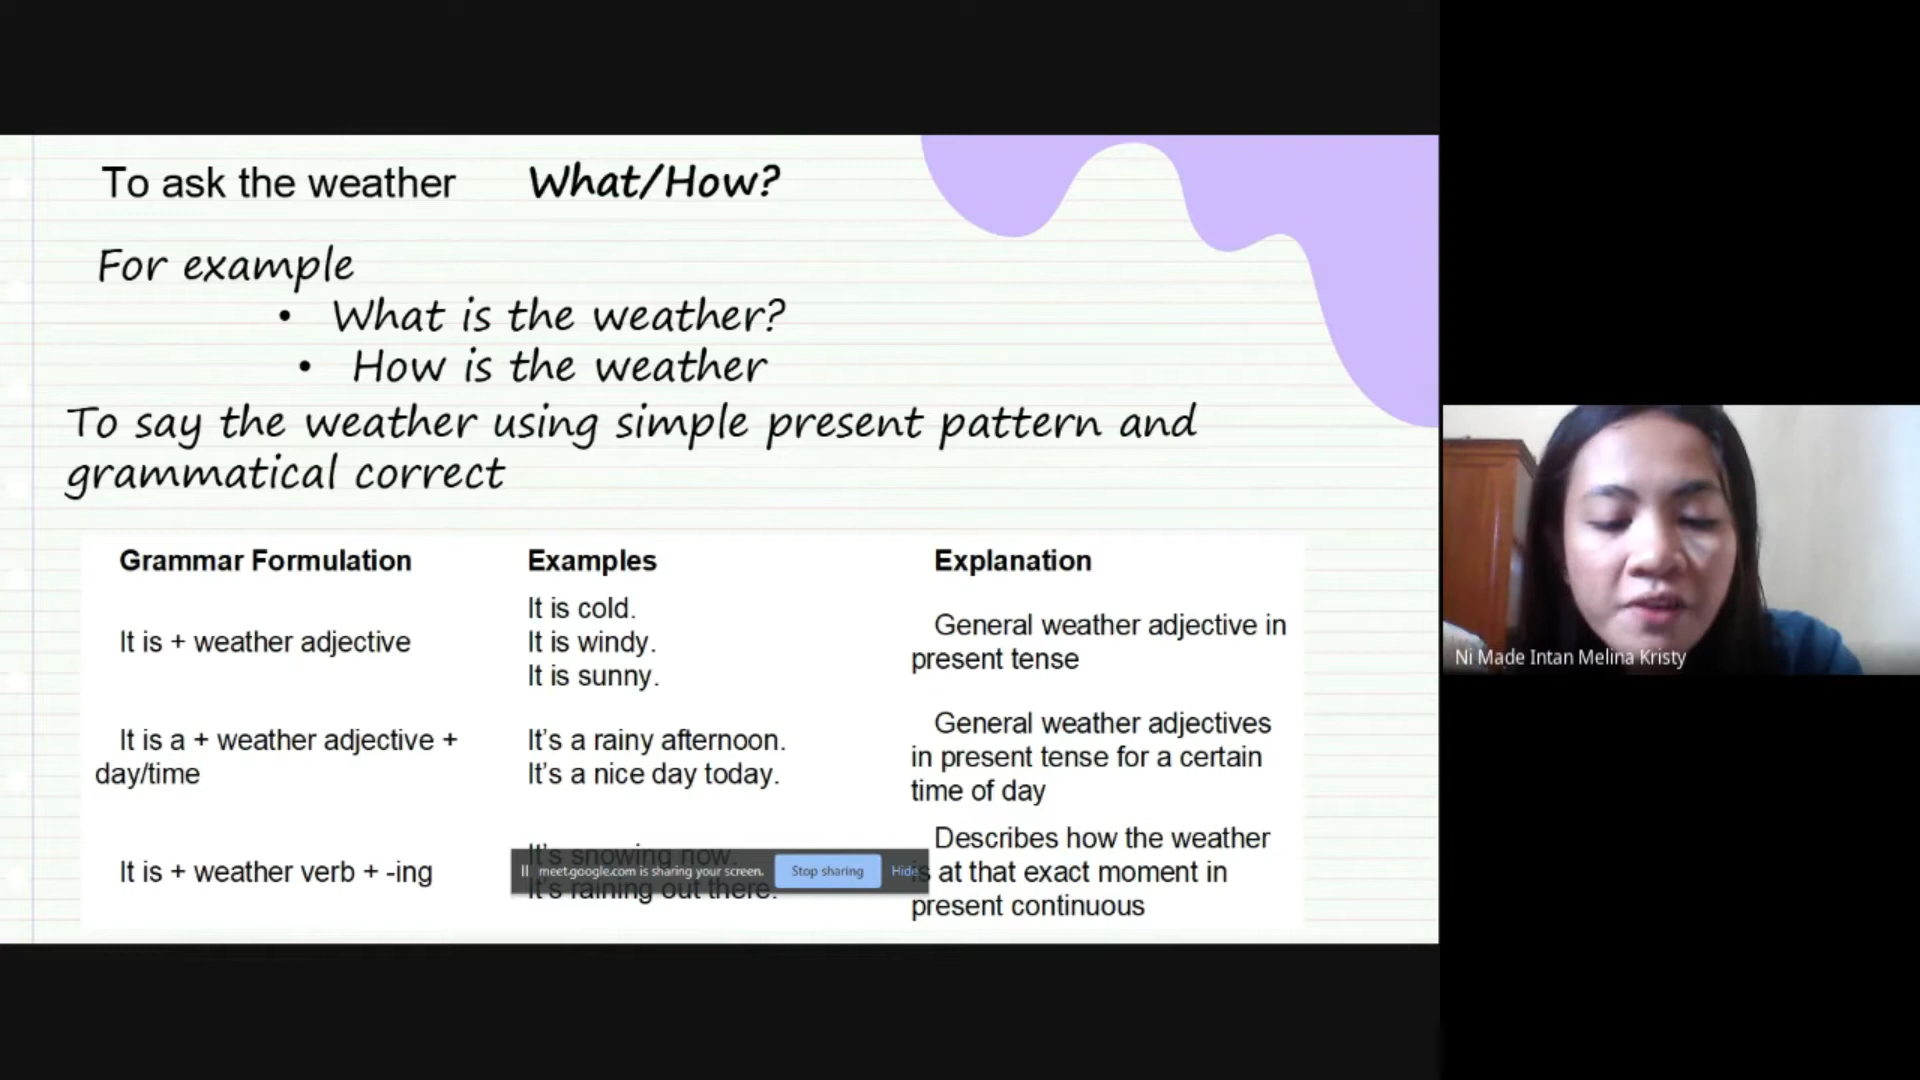 To ask the weather What/How?
For example
• What is the weather?
• How is the weather
To say the weather using simple present pattern and
grammatical correct
Grammar Formulation Examples Explanation
It is + weather adjective
It is cold.
It is windy.
It is sunny.
General weather adjective in
present tense
It is a + weather adjective +
day/time
It's a rainy afternoon.
It's a nice day today.
General weather adjectives
in present tense for a certain
time of day
It is + weather verb + -ing
It's snowing now.
It's raining out there.
Describes how the weather
is at that exact moment in
present continuous
meet.google.com is sharing your screen. Stop sharing Hide
Ni Made Intan Melina Kristy